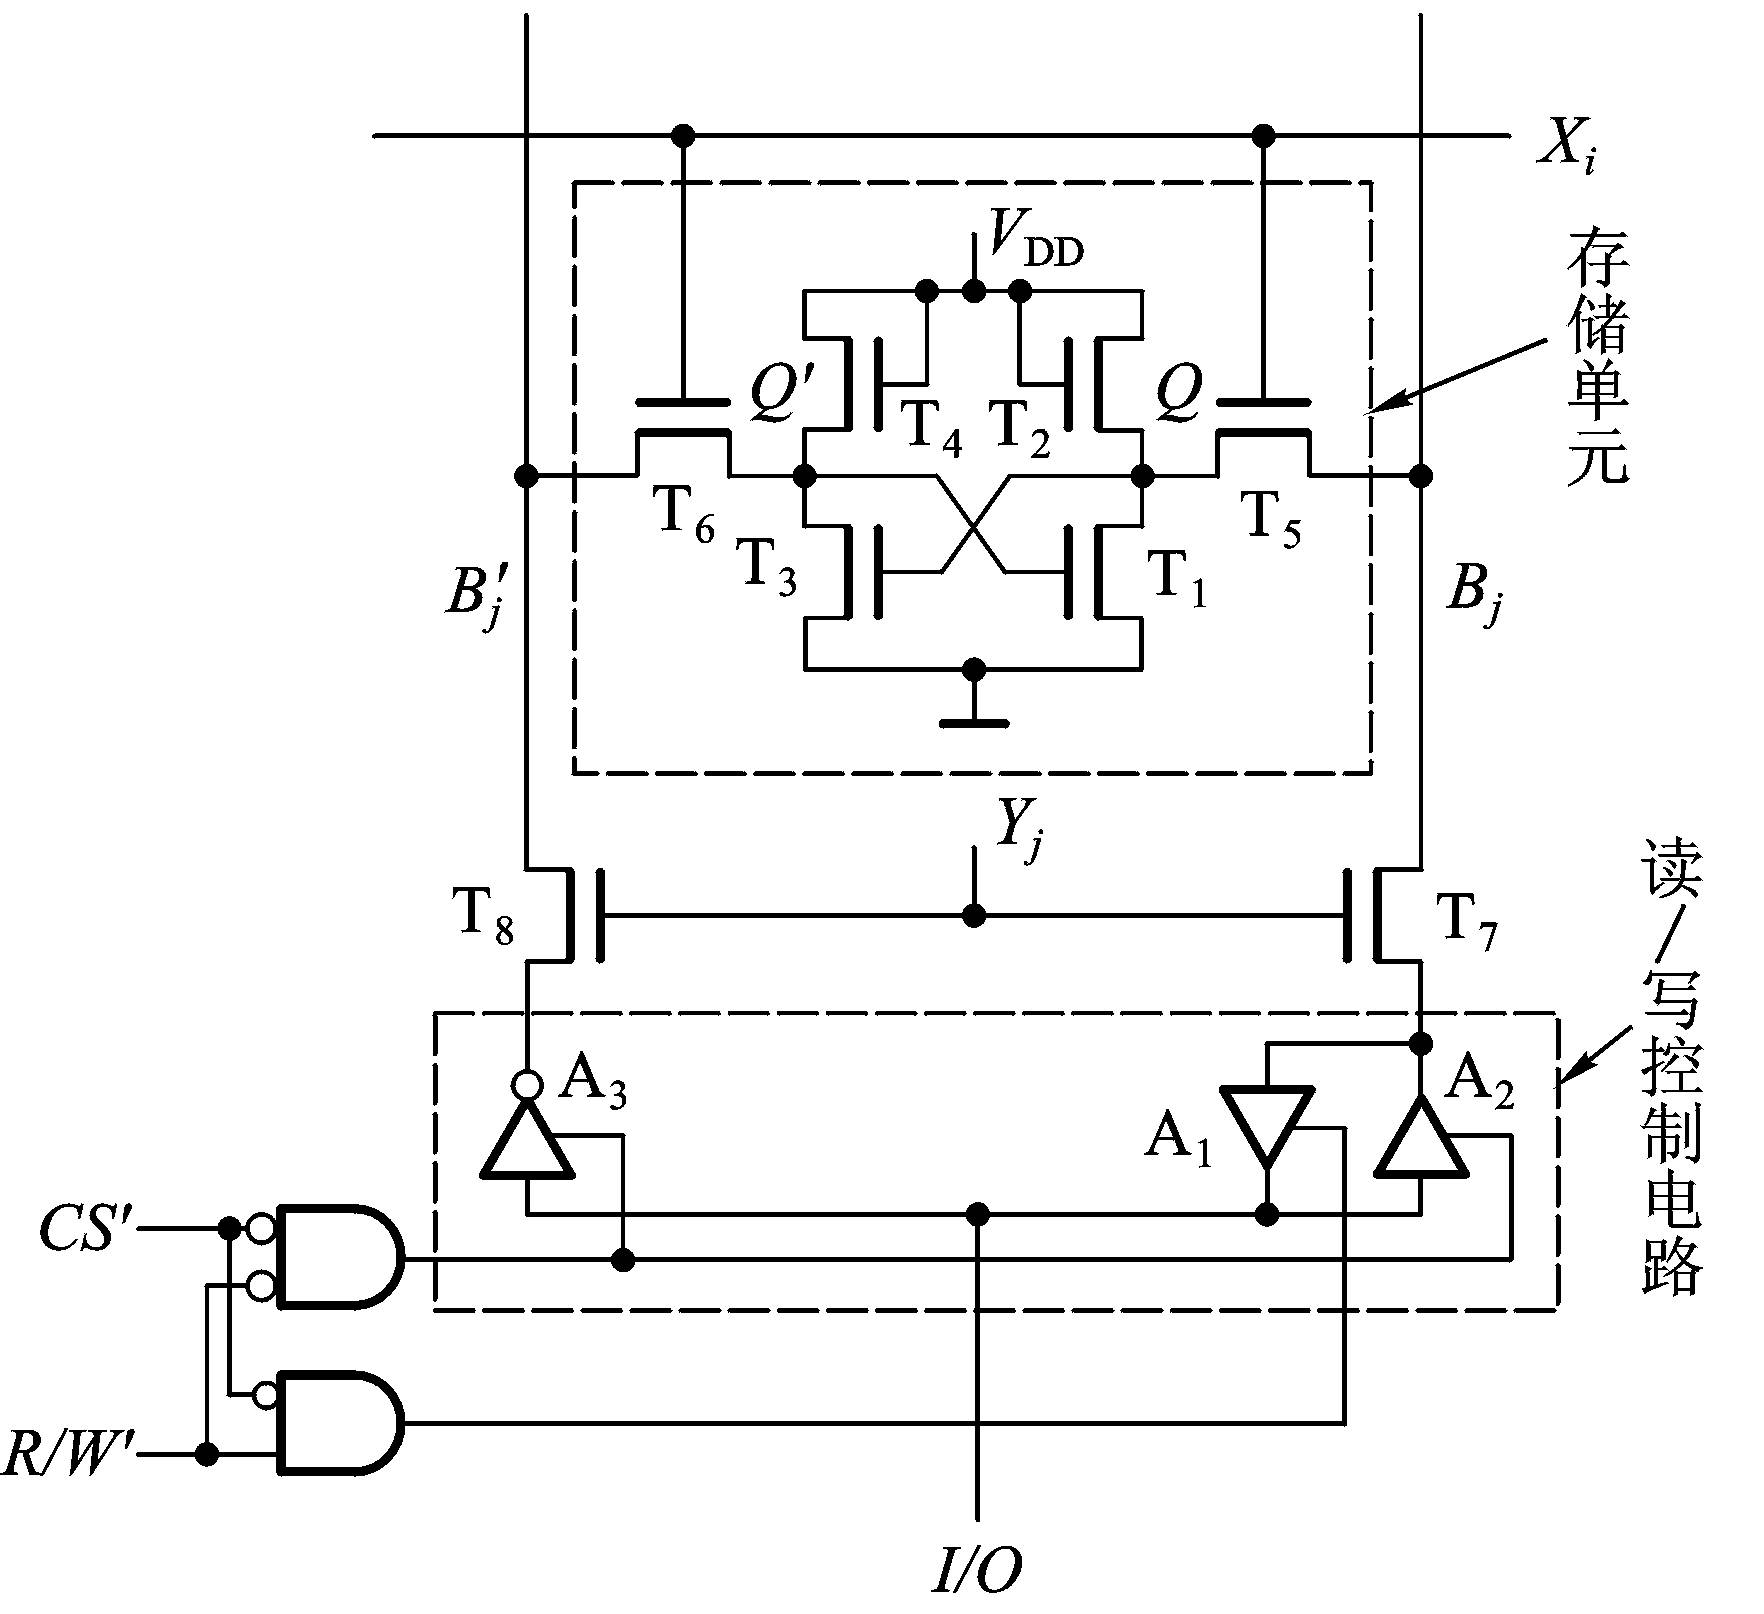 Xᵢ
V_DD
存储单元
Q′
Q
T₄
T₂
T₆
T₅
T₃
T₁
B′ⱼ
Bⱼ
Yⱼ
读/写控制电路
T₈
T₇
A₃
A₂
A₁
CS′
R/W′
I/O